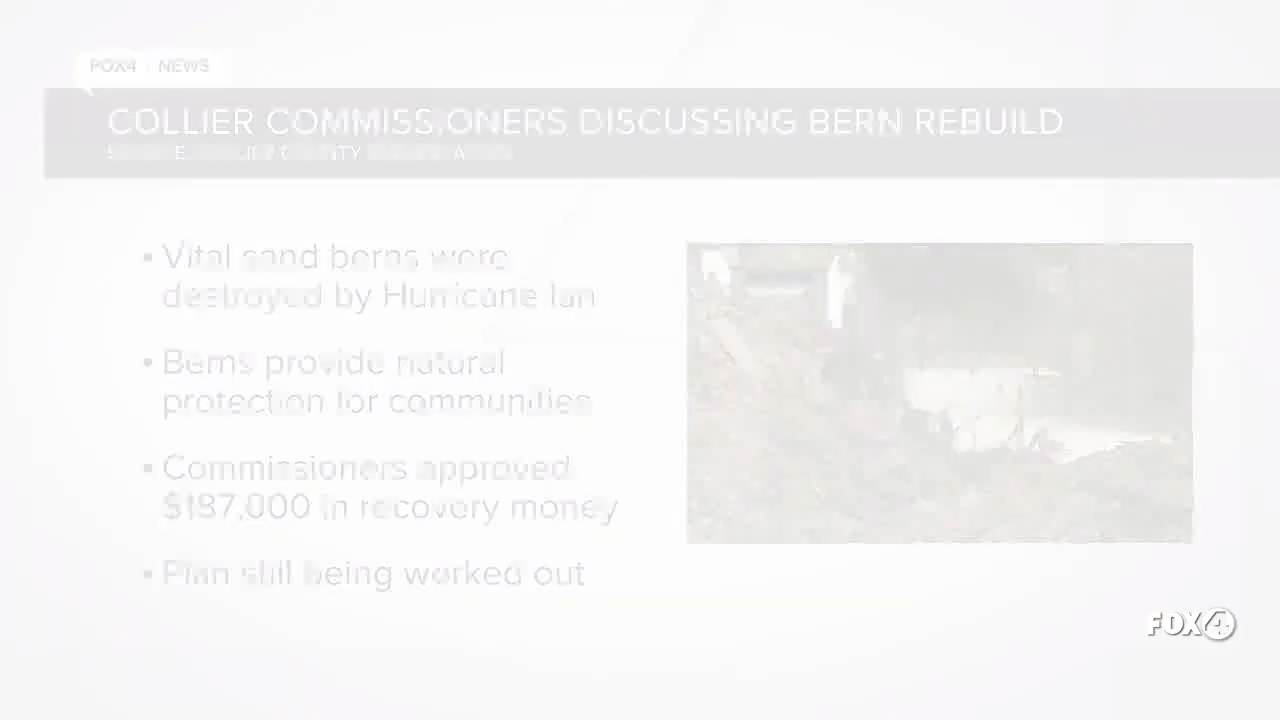 FOX4 NEWS
COLLIER COMMISSIONERS DISCUSSING BERN REBUILD
COUNTY
• Vital sand berns were
destroyed by Hurricane Ian
• Berns provide natural
protection for communities
• Commissioners approved
$187,000 in recovery money
• Plan still being worked out
FOX4